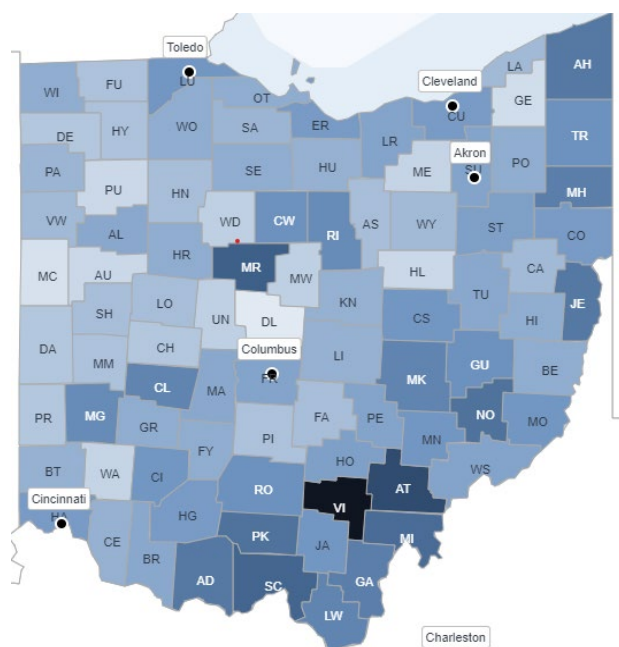 Toledo
LA
AH
WI
FU
LU
OT
Cleveland
GE
CU
DE
HY
WO
SA
ER
LR
TR
PA
SE
HU
ME
Akron
SU
PO
PU
HN
MH
VW
AL
WD
CW
RI
AS
WY
ST
CO
MC
AU
HR
MR
MW
HL
CA
SH
LO
UN
DL
KN
CS
TU
HI
JE
DA
MM
CH
Columbus
FR
LI
MK
GU
BE
PR
MG
CL
MA
FA
PE
NO
MO
GR
PI
MN
BT
WA
CI
FY
HO
WS
Cincinnati
HA
HG
RO
VI
AT
CE
BR
PK
JA
MI
AD
SC
GA
LW
Charleston